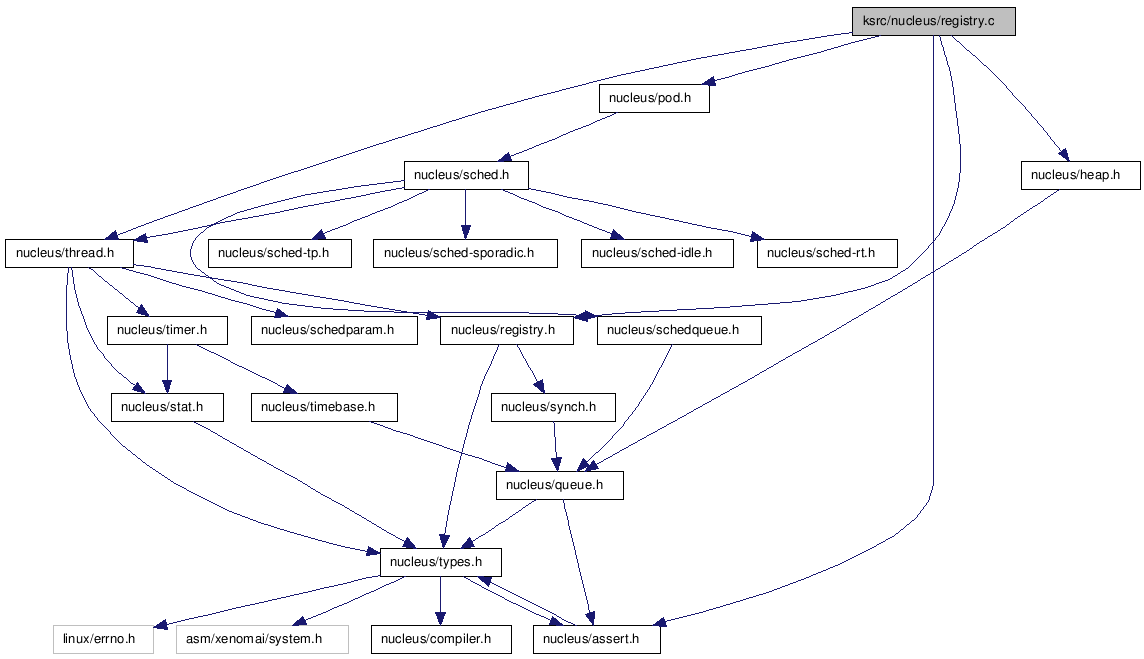 ksrc/nucleus/registry.c
nucleus/pod.h
nucleus/sched.h
nucleus/heap.h
nucleus/thread.h
nucleus/sched-tp.h
nucleus/sched-sporadic.h
nucleus/sched-idle.h
nucleus/sched-rt.h
nucleus/timer.h
nucleus/schedparam.h
nucleus/registry.h
nucleus/schedqueue.h
nucleus/stat.h
nucleus/timebase.h
nucleus/synch.h
nucleus/queue.h
nucleus/types.h
linux/errno.h
asm/xenomai/system.h
nucleus/compiler.h
nucleus/assert.h